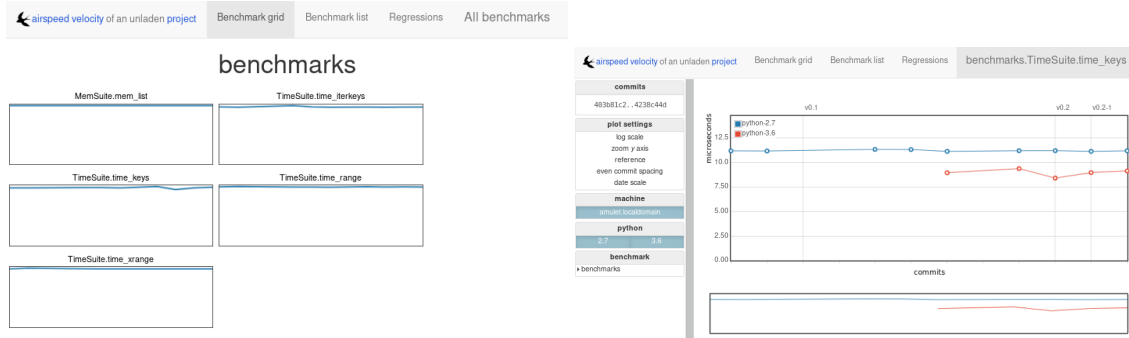 airspeed velocity of an unladen project Benchmark grid Benchmark list Regressions All benchmarks
benchmarks
MemSuite.mem_list TimeSuite.time_iterkeys
TimeSuite.time_keys TimeSuite.time_range
TimeSuite.time_xrange
airspeed velocity of an unladen project Benchmark grid Benchmark list Regressions benchmarks.TimeSuite.time_keys
commits
403b81c2..4238c44d
plot settings
log scale
zoom y axis
reference
even commit spacing
date scale
machine
amulet.localdomain
python
2.7 3.6
benchmark
benchmarks
v0.1 v0.2 v0.2-1
python-2.7
python-3.6
microseconds
12.5
10.0
7.50
5.00
2.50
0.00
commits